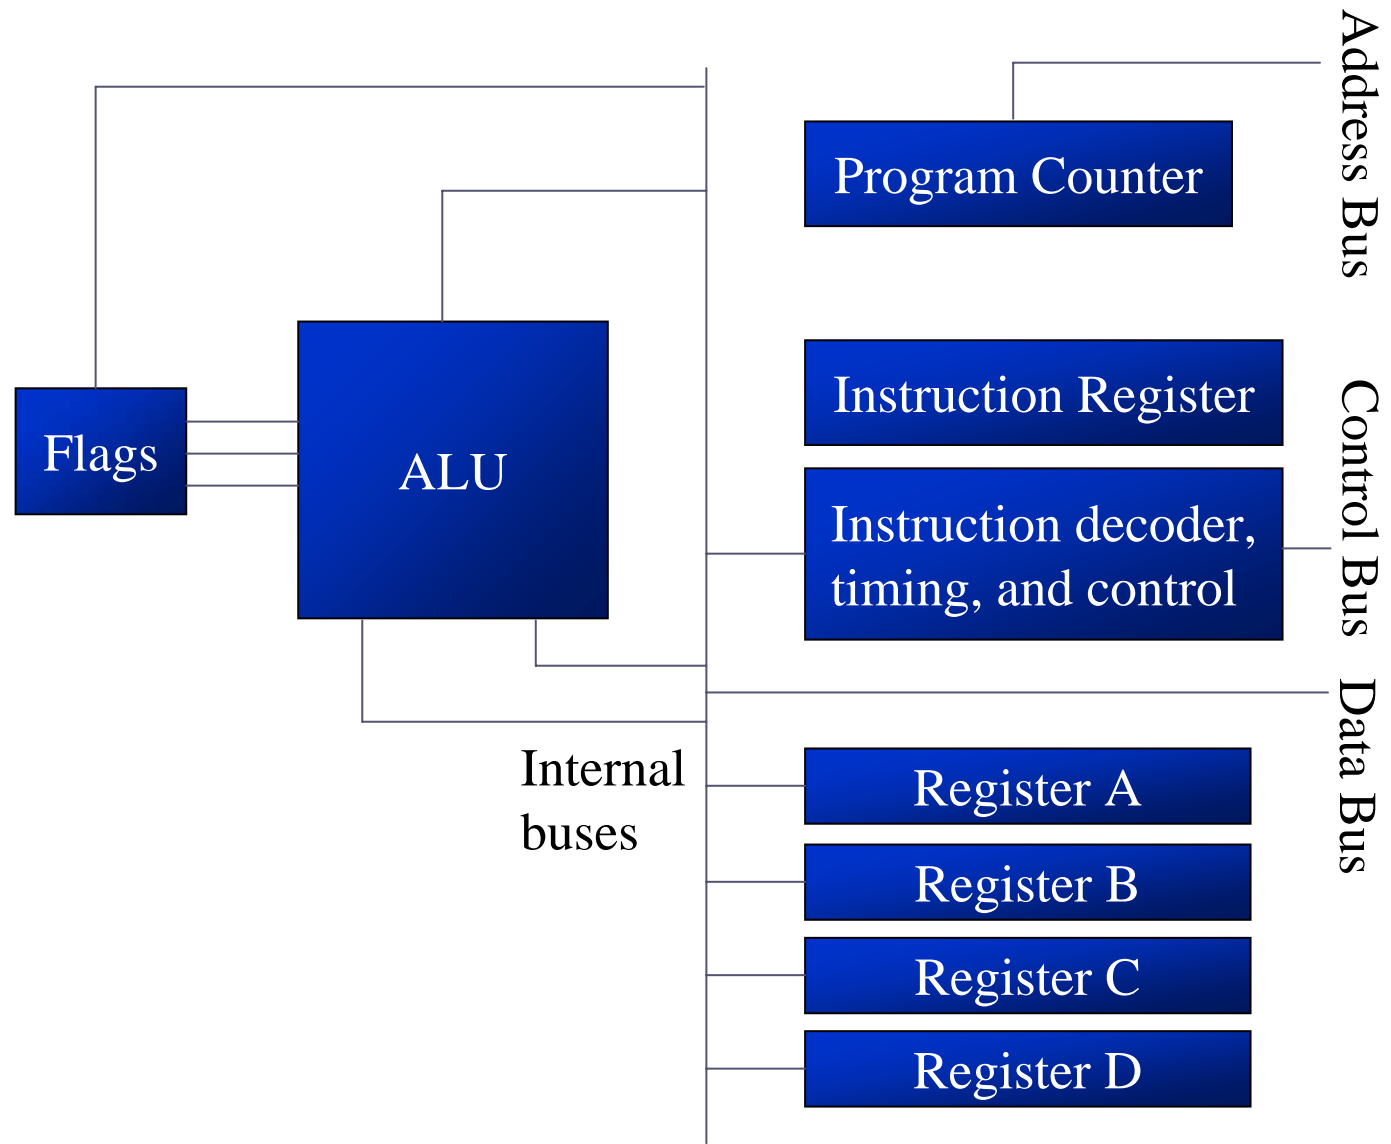 Address Bus
Program Counter
Instruction Register
Control Bus
Flags
ALU
Instruction decoder,
timing, and control
Data Bus
Internal
buses
Register A
Register B
Register C
Register D